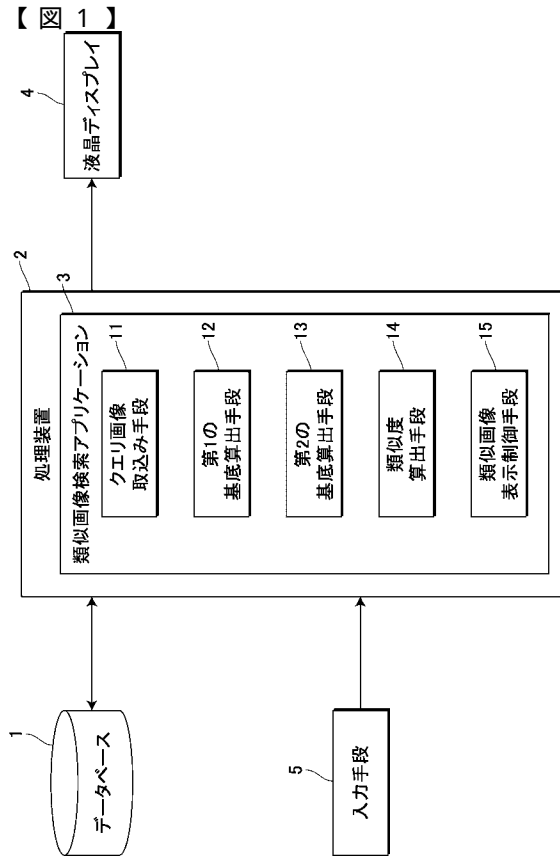 【図1】
1
データベース
5
入力手段
2
処理装置
3
類似画像検索アプリケーション
11
クエリ画像
取込み手段
12
第1の
基底算出手段
13
第2の
基底算出手段
14
類似度
算出手段
15
類似画像
表示制御手段
4
液晶ディスプレイ